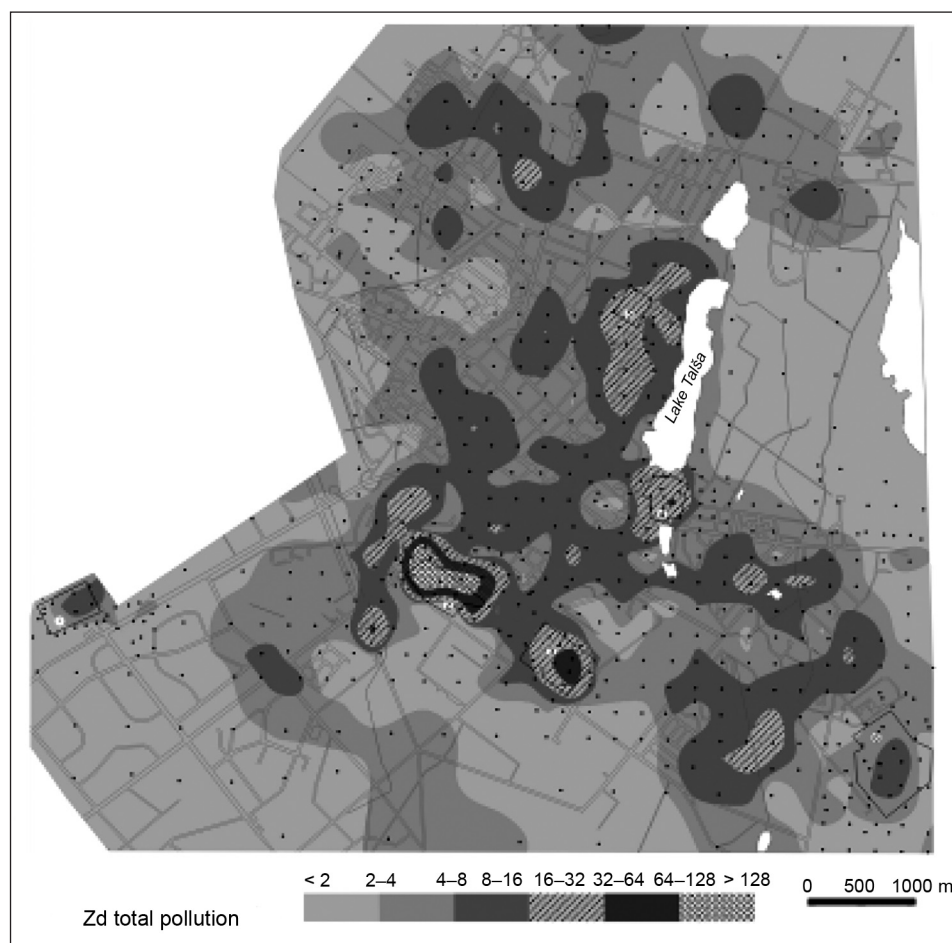 Lake Talša
< 2 2–4 4–8 8–16 16–32 32–64 64–128 > 128
Zd total pollution
0 500 1000 m